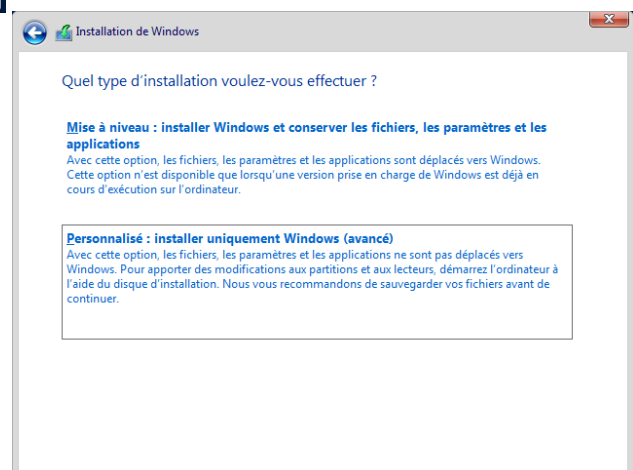 Installation de Windows
Quel type d'installation voulez-vous effectuer ?
Mise à niveau : installer Windows et conserver les fichiers, les paramètres et les
applications
Avec cette option, les fichiers, les paramètres et les applications sont déplacés vers Windows.
Cette option n'est disponible que lorsqu'une version prise en charge de Windows est déjà en
cours d'exécution sur l'ordinateur.
Personnalisé : installer uniquement Windows (avancé)
Avec cette option, les fichiers, les paramètres et les applications ne sont pas déplacés vers
Windows. Pour apporter des modifications aux partitions et aux lecteurs, démarrez l'ordinateur à
l'aide du disque d'installation. Nous vous recommandons de sauvegarder vos fichiers avant de
continuer.